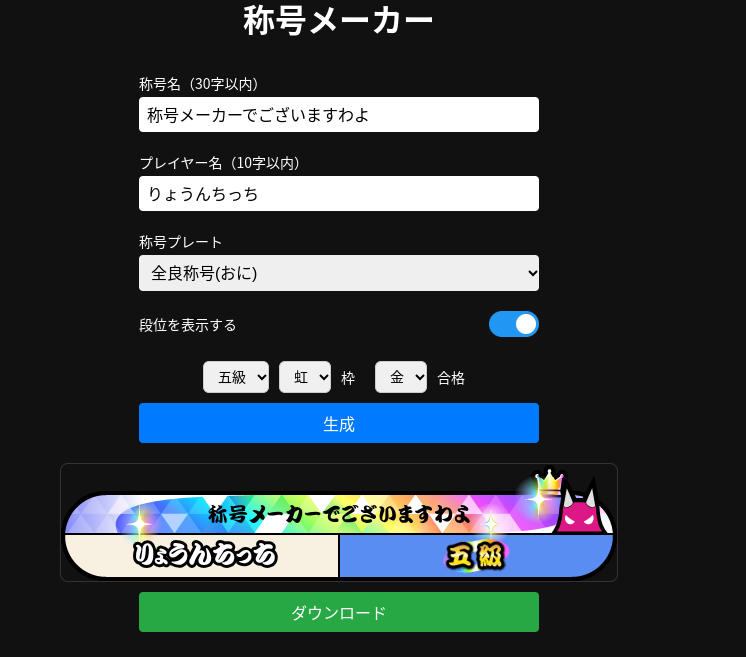 称号メーカー
称号名（30字以内）
称号メーカーでございますわよ
プレイヤー名（10字以内）
りょうんちっち
称号プレート
全良称号(おに)
段位を表示する
五級 虹 枠 金 合格
生成
称号メーカーでございますわよ
りょうんちっち 五級
ダウンロード